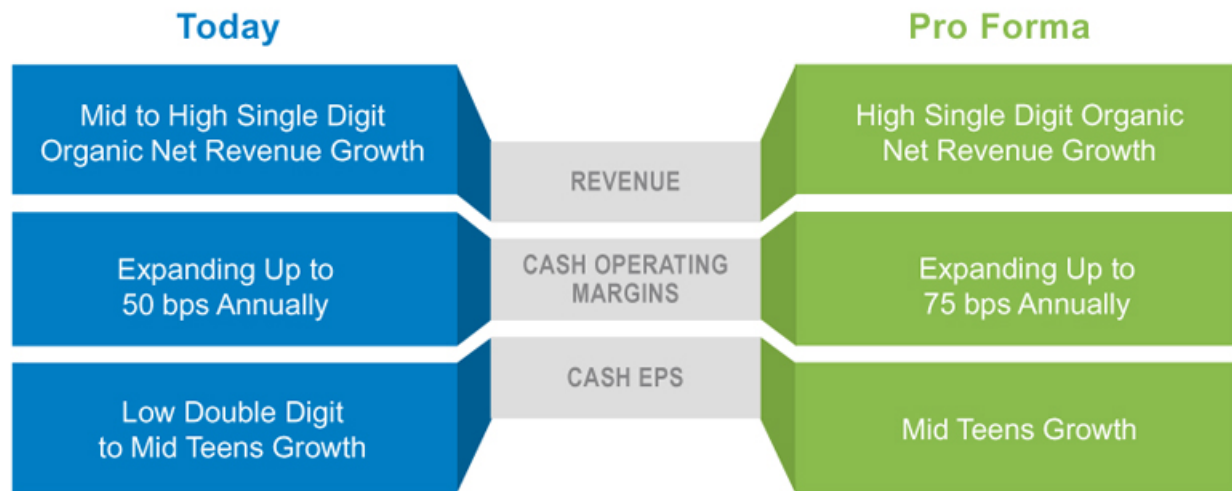 Today
Pro Forma
Mid to High Single Digit
Organic Net Revenue Growth
REVENUE
High Single Digit Organic
Net Revenue Growth
Expanding Up to
50 bps Annually
CASH OPERATING
MARGINS
Expanding Up to
75 bps Annually
Low Double Digit
to Mid Teens Growth
CASH EPS
Mid Teens Growth